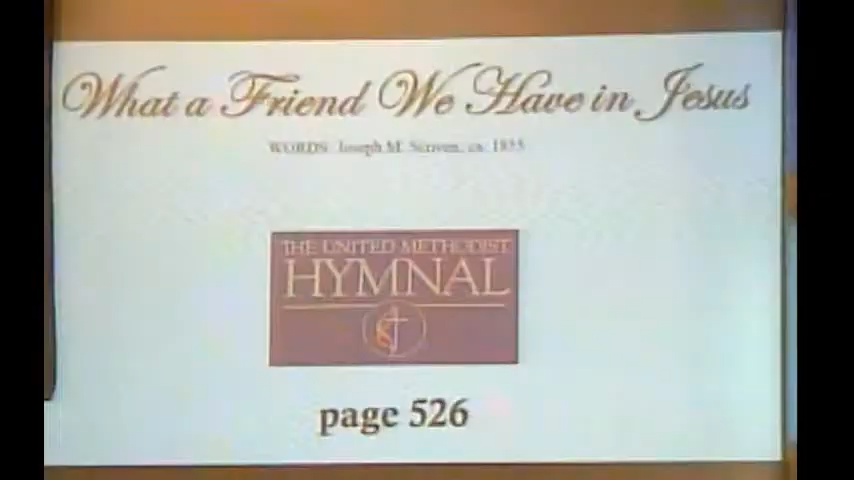 What a Friend We Have in Jesus
WORDS: Joseph M. Scriven, ca. 1855
THE UNITED METHODIST
HYMNAL
page 526